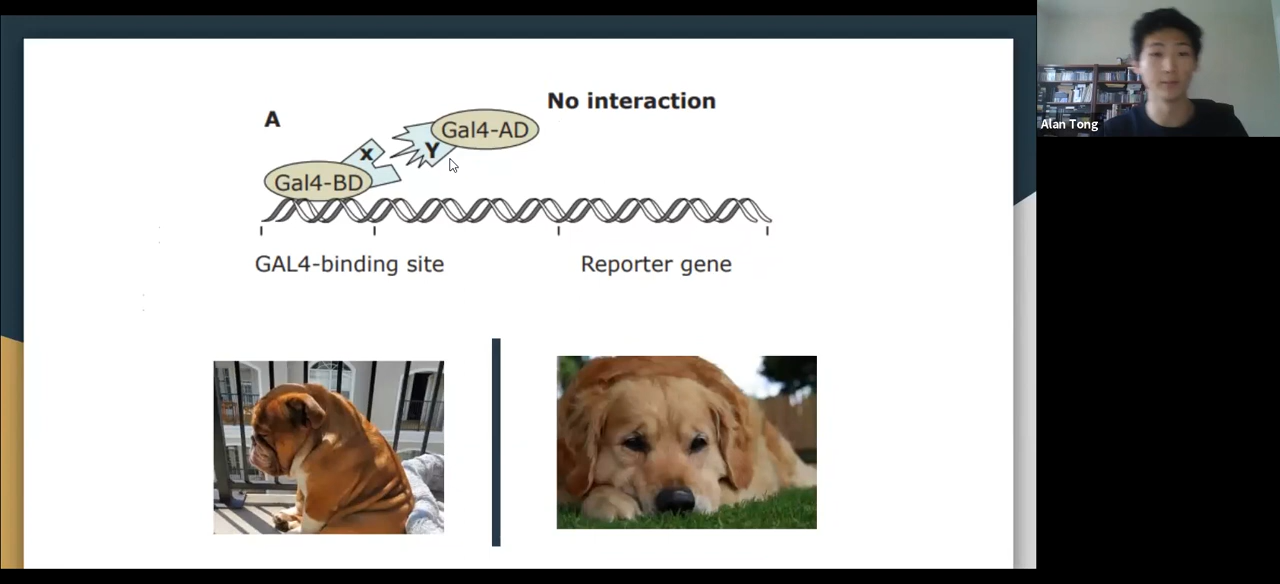 No interaction
A
Gal4-AD
Y
X
Gal4-BD
GAL4-binding site
Reporter gene
Alan Tong